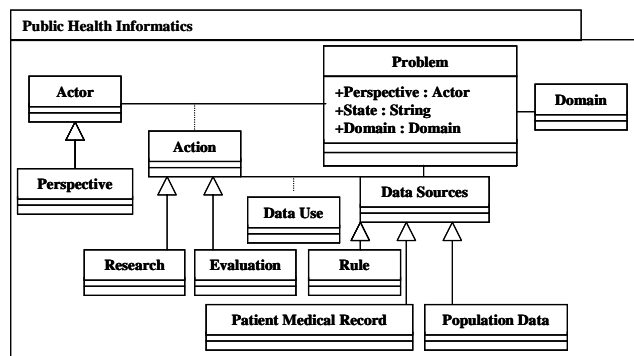 Public Health Informatics
Problem
+Perspective : Actor
+State : String
+Domain : Domain
Actor
Domain
Action
Perspective
Data Sources
Data Use
Research
Evaluation
Rule
Patient Medical Record
Population Data